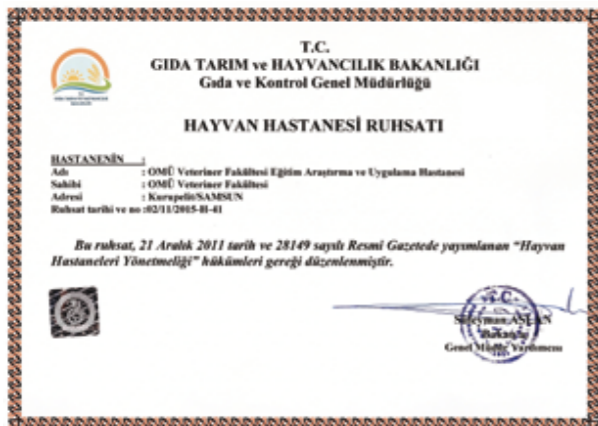 T.C.
GIDA TARIM ve HAYVANCILIK BAKANLIĞI
Gıda ve Kontrol Genel Müdürlüğü
HAYVAN HASTANESİ RUHSATI
HASTANENİN :
Adı : OMÜ Veteriner Fakültesi Eğitim Araştırma ve Uygulama Hastanesi
Sahibi : OMÜ Veteriner Fakültesi
Adresi : Kurupelit/SAMSUN
Ruhsat tarihi ve no :02/11/2015-H-41
Bu ruhsat, 21 Aralık 2011 tarih ve 28149 sayılı Resmi Gazetede yayımlanan “Hayvan
Hastaneleri Yönetmeliği” hükümleri gereği düzenlenmiştir.
T.C.
Süleyman ASLAN
Bakan a.
Genel Müdür Yardımcısı